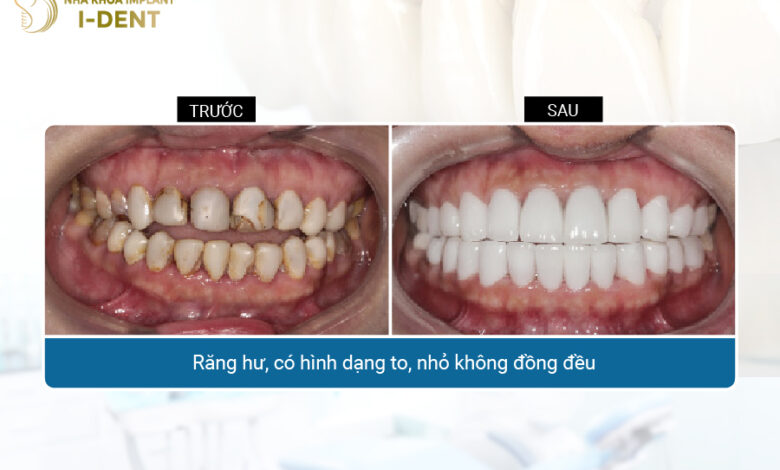 NHA KHOA IMPLANT
I-DENT
TRƯỚC
SAU
Răng hư, có hình dạng to, nhỏ không đồng đều